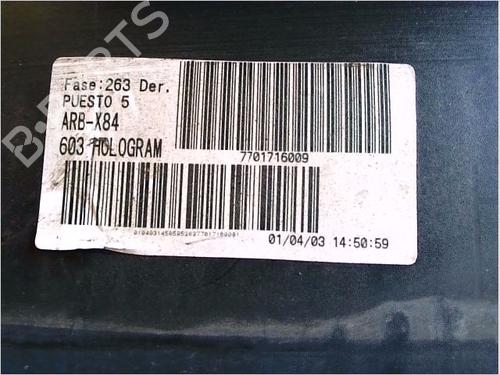 B-PARTS
Fase:263 Der.
PUESTO 5
ARB-X84
603 HOLOGRAM
7701716009
01/04/03 14:50:59